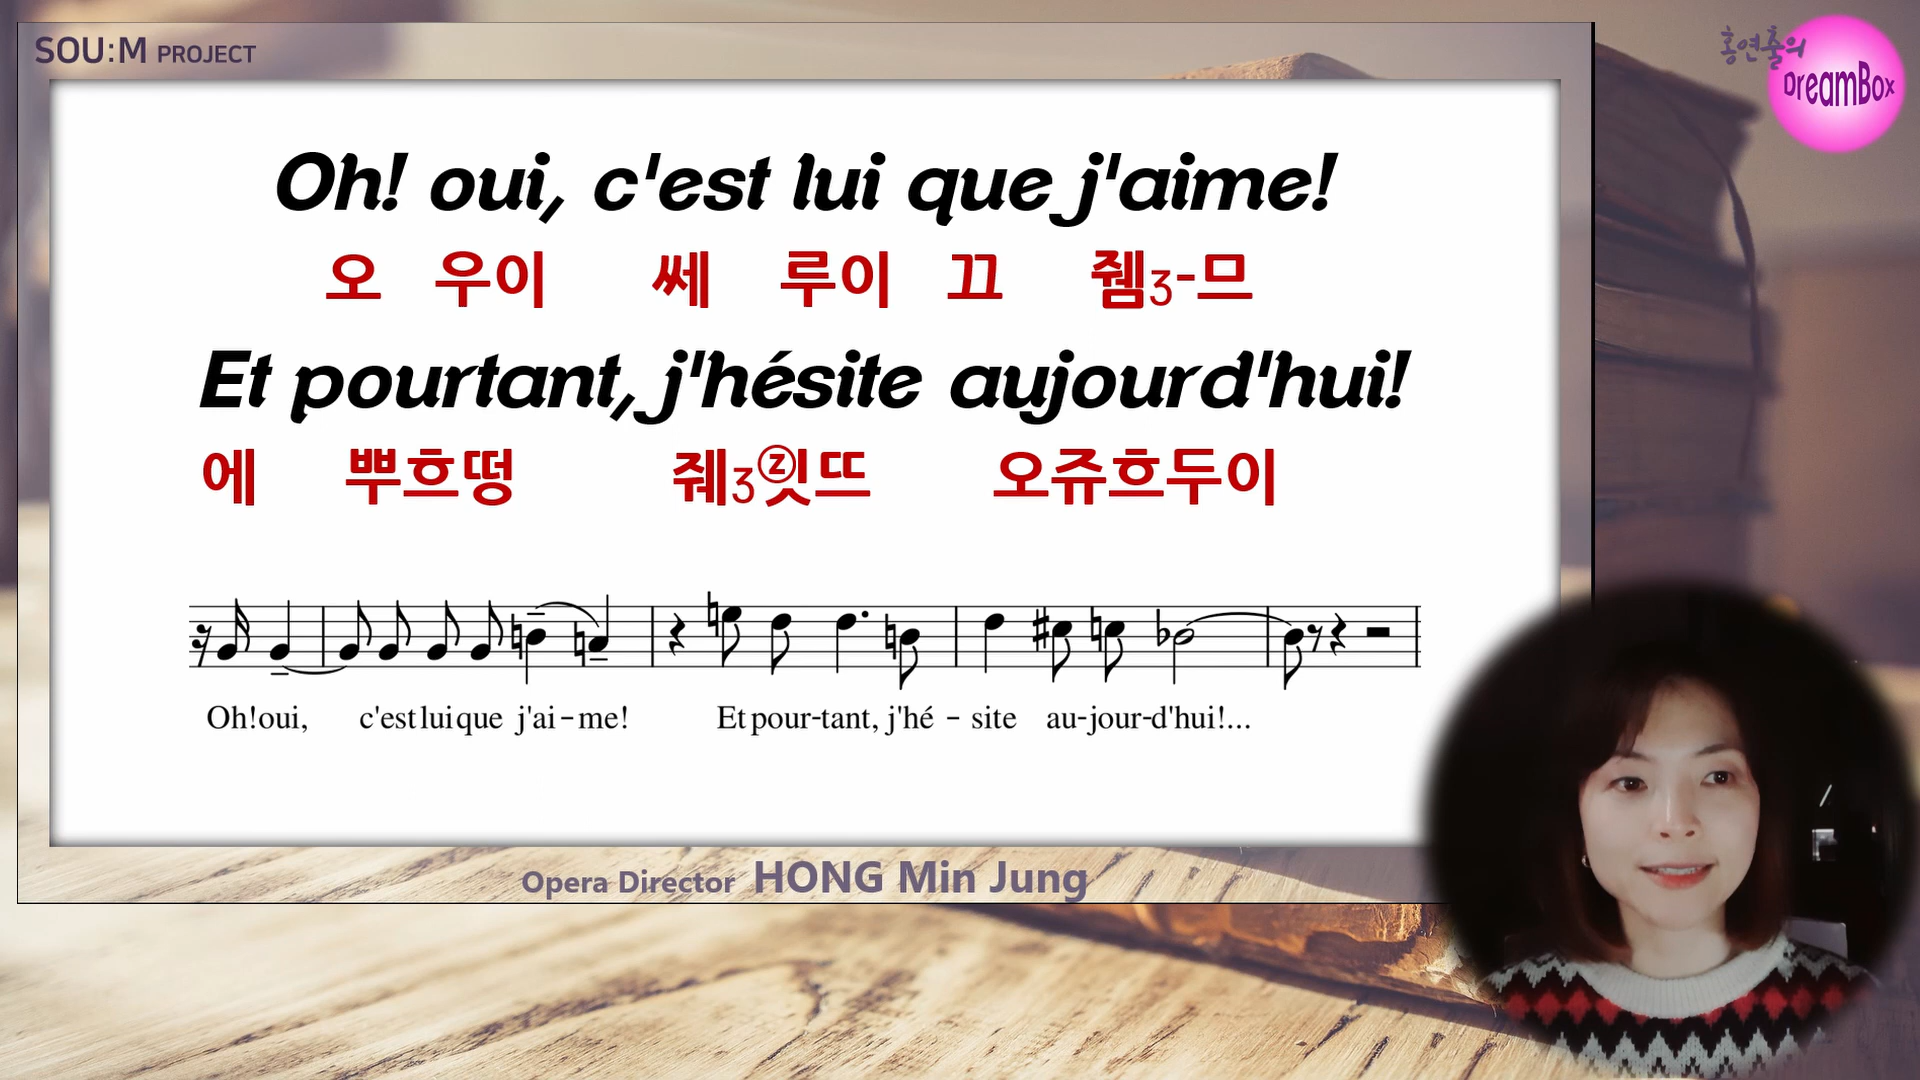 SOU:M PROJECT
홍연출의
DreamBox
Oh! oui, c'est lui que j'aime!
오 우이 쎄 루이 끄 쥄ʒ-므
Et pourtant, j'hésite aujourd'hui!
에 뿌흐떵 줴ʒⓩ잇뜨 오쥬흐두이
Oh!oui, c'est lui que j'ai-me! Et pour-tant, j'hé - site au-jour-d'hui!...
Opera Director HONG Min Jung